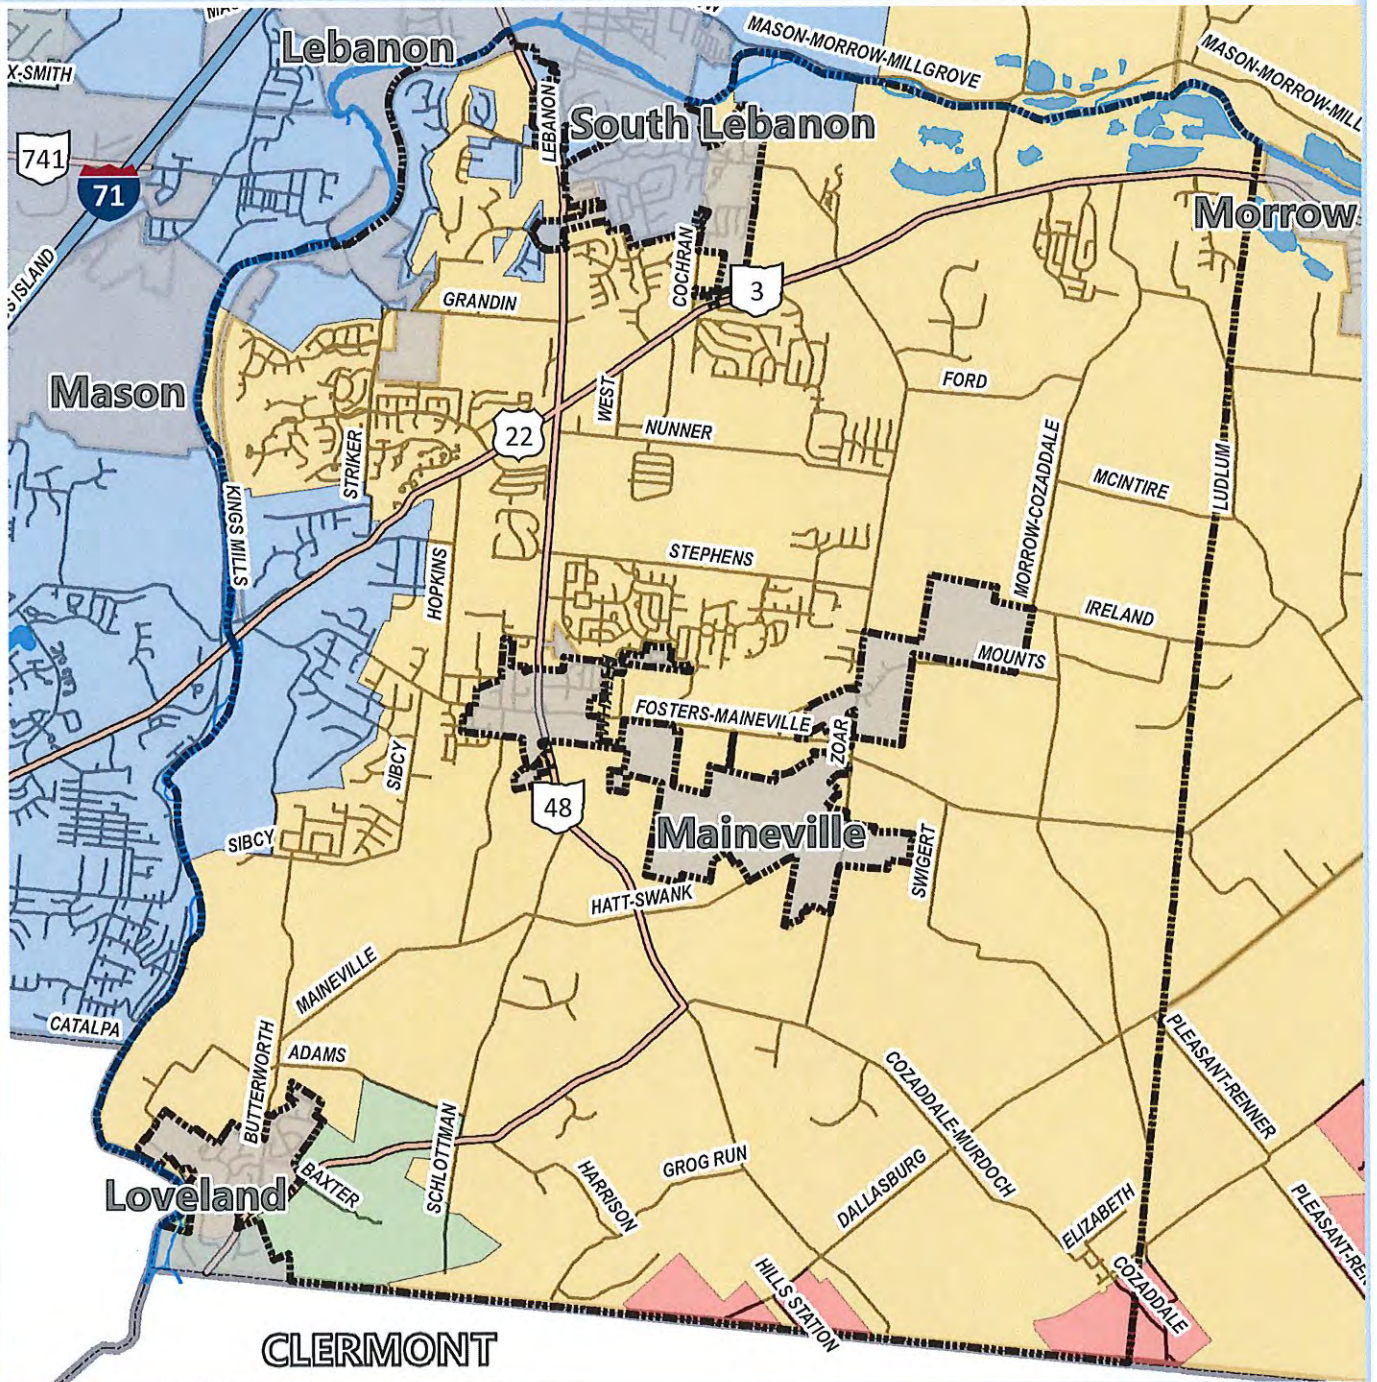 Lebanon
MASON-MORROW-MILLGROVE
MASON-MORROW-MILL
X-SMITH
741
71
LEBANON
South Lebanon
Morrow
S ISLAND
COCHRAN
3
GRANDIN
Mason
WEST
FORD
22
NUNNER
STRIKER
MORROW-COZADDALE
MCINTIRE
LUDLUM
KINGS MILLS
HOPKINS
STEPHENS
IRELAND
MOUNTS
FOSTERS-MAINEVILLE
ZOAR
SIBCY
48
Maineville
SIBCY
SWIGERT
HATT-SWANK
MAINEVILLE
CATALPA
BUTTERWORTH
ADAMS
PLEASANT-RENNER
COZADDALE-MURDOCH
SCHLOTTMAN
GROG RUN
HARRISON
DALLASBURG
BAXTER
Loveland
ELIZABETH
PLEASANT-RE
HILLS STATION
COZADDALE
CLERMONT